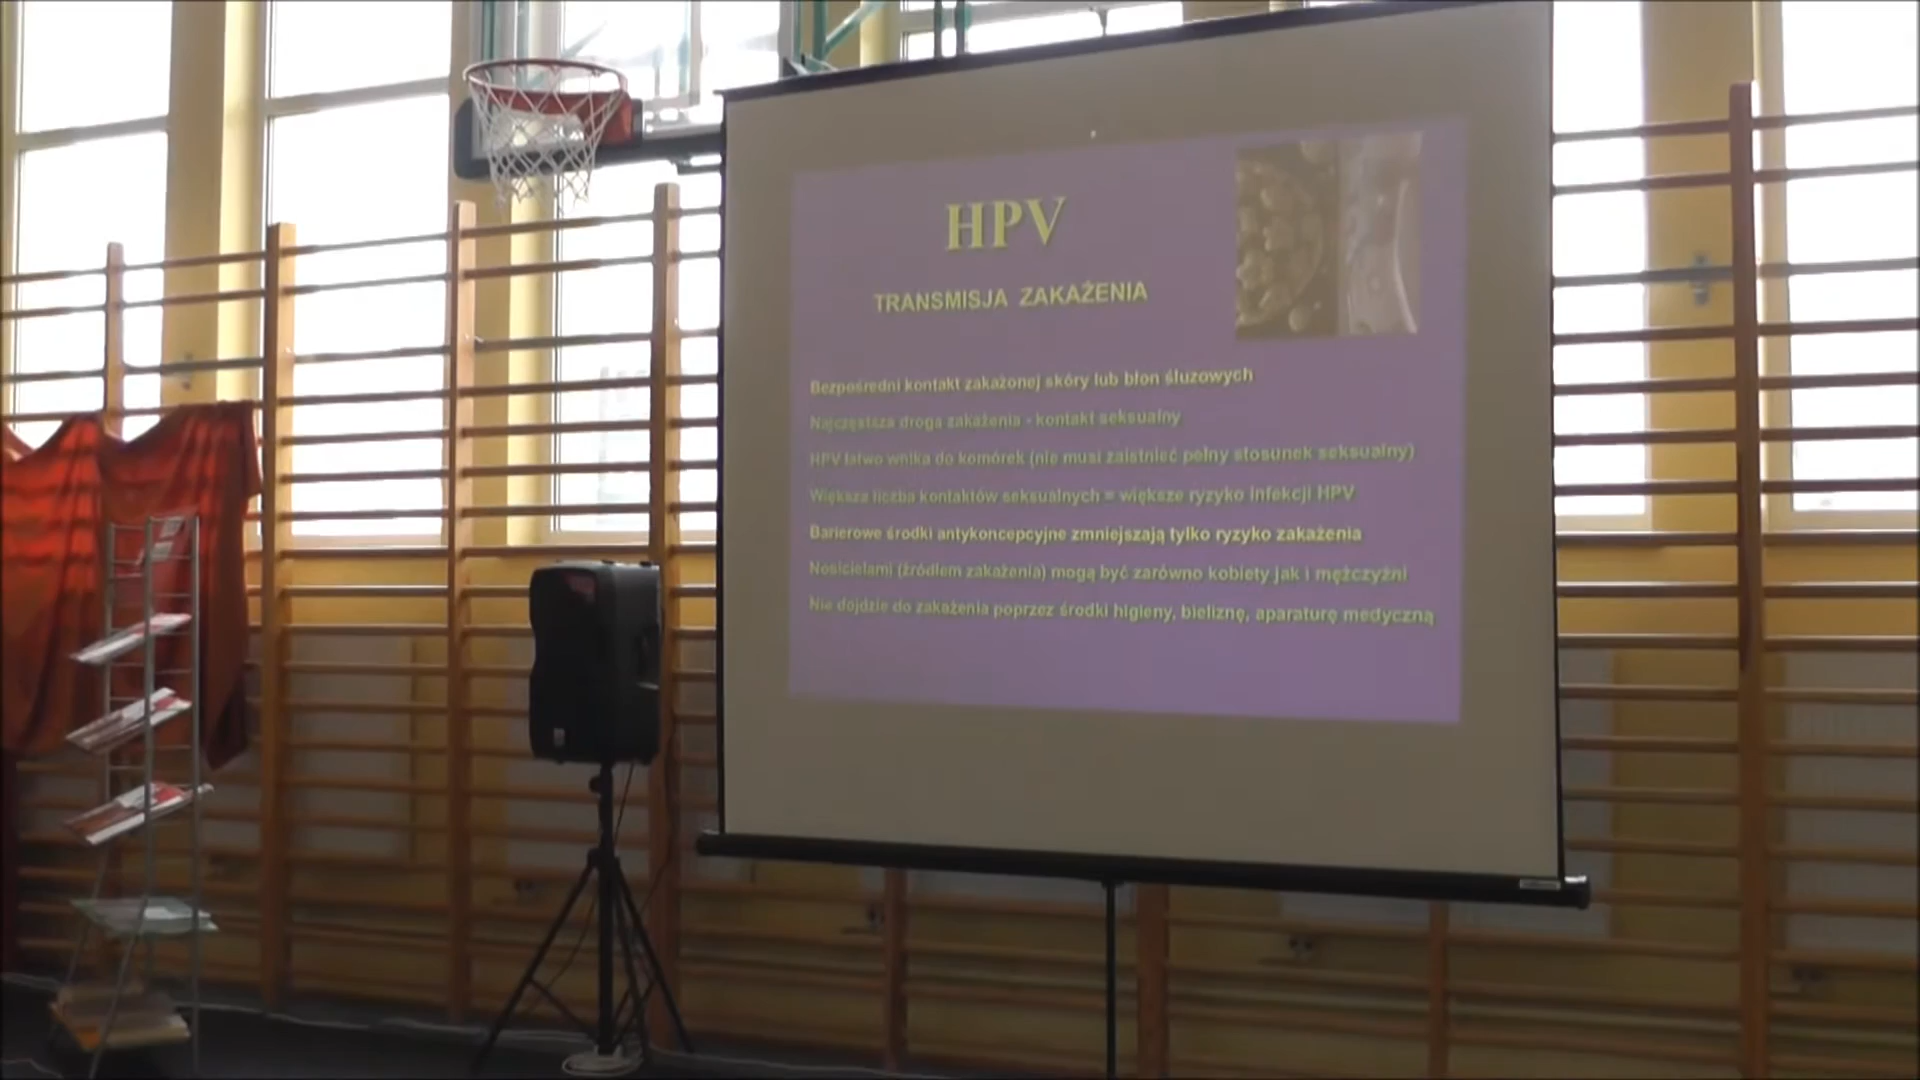 HPV
TRANSMISJA ZAKAŻENIA
Bezpośredni kontakt zakażonej skóry lub błon śluzowych
Najczęstsza droga zakażenia - kontakt seksualny
HPV łatwo wnika do komórek (nie musi zaistnieć pełny stosunek seksualny)
Większa liczba kontaktów seksualnych = większe ryzyko infekcji HPV
Barierowe środki antykoncepcyjne zmniejszają tylko ryzyko zakażenia
Nosicielami (źródłem zakażenia) mogą być zarówno kobiety jak i mężczyźni
Nie dojdzie do zakażenia poprzez środki higieny, bieliznę, aparaturę medyczną